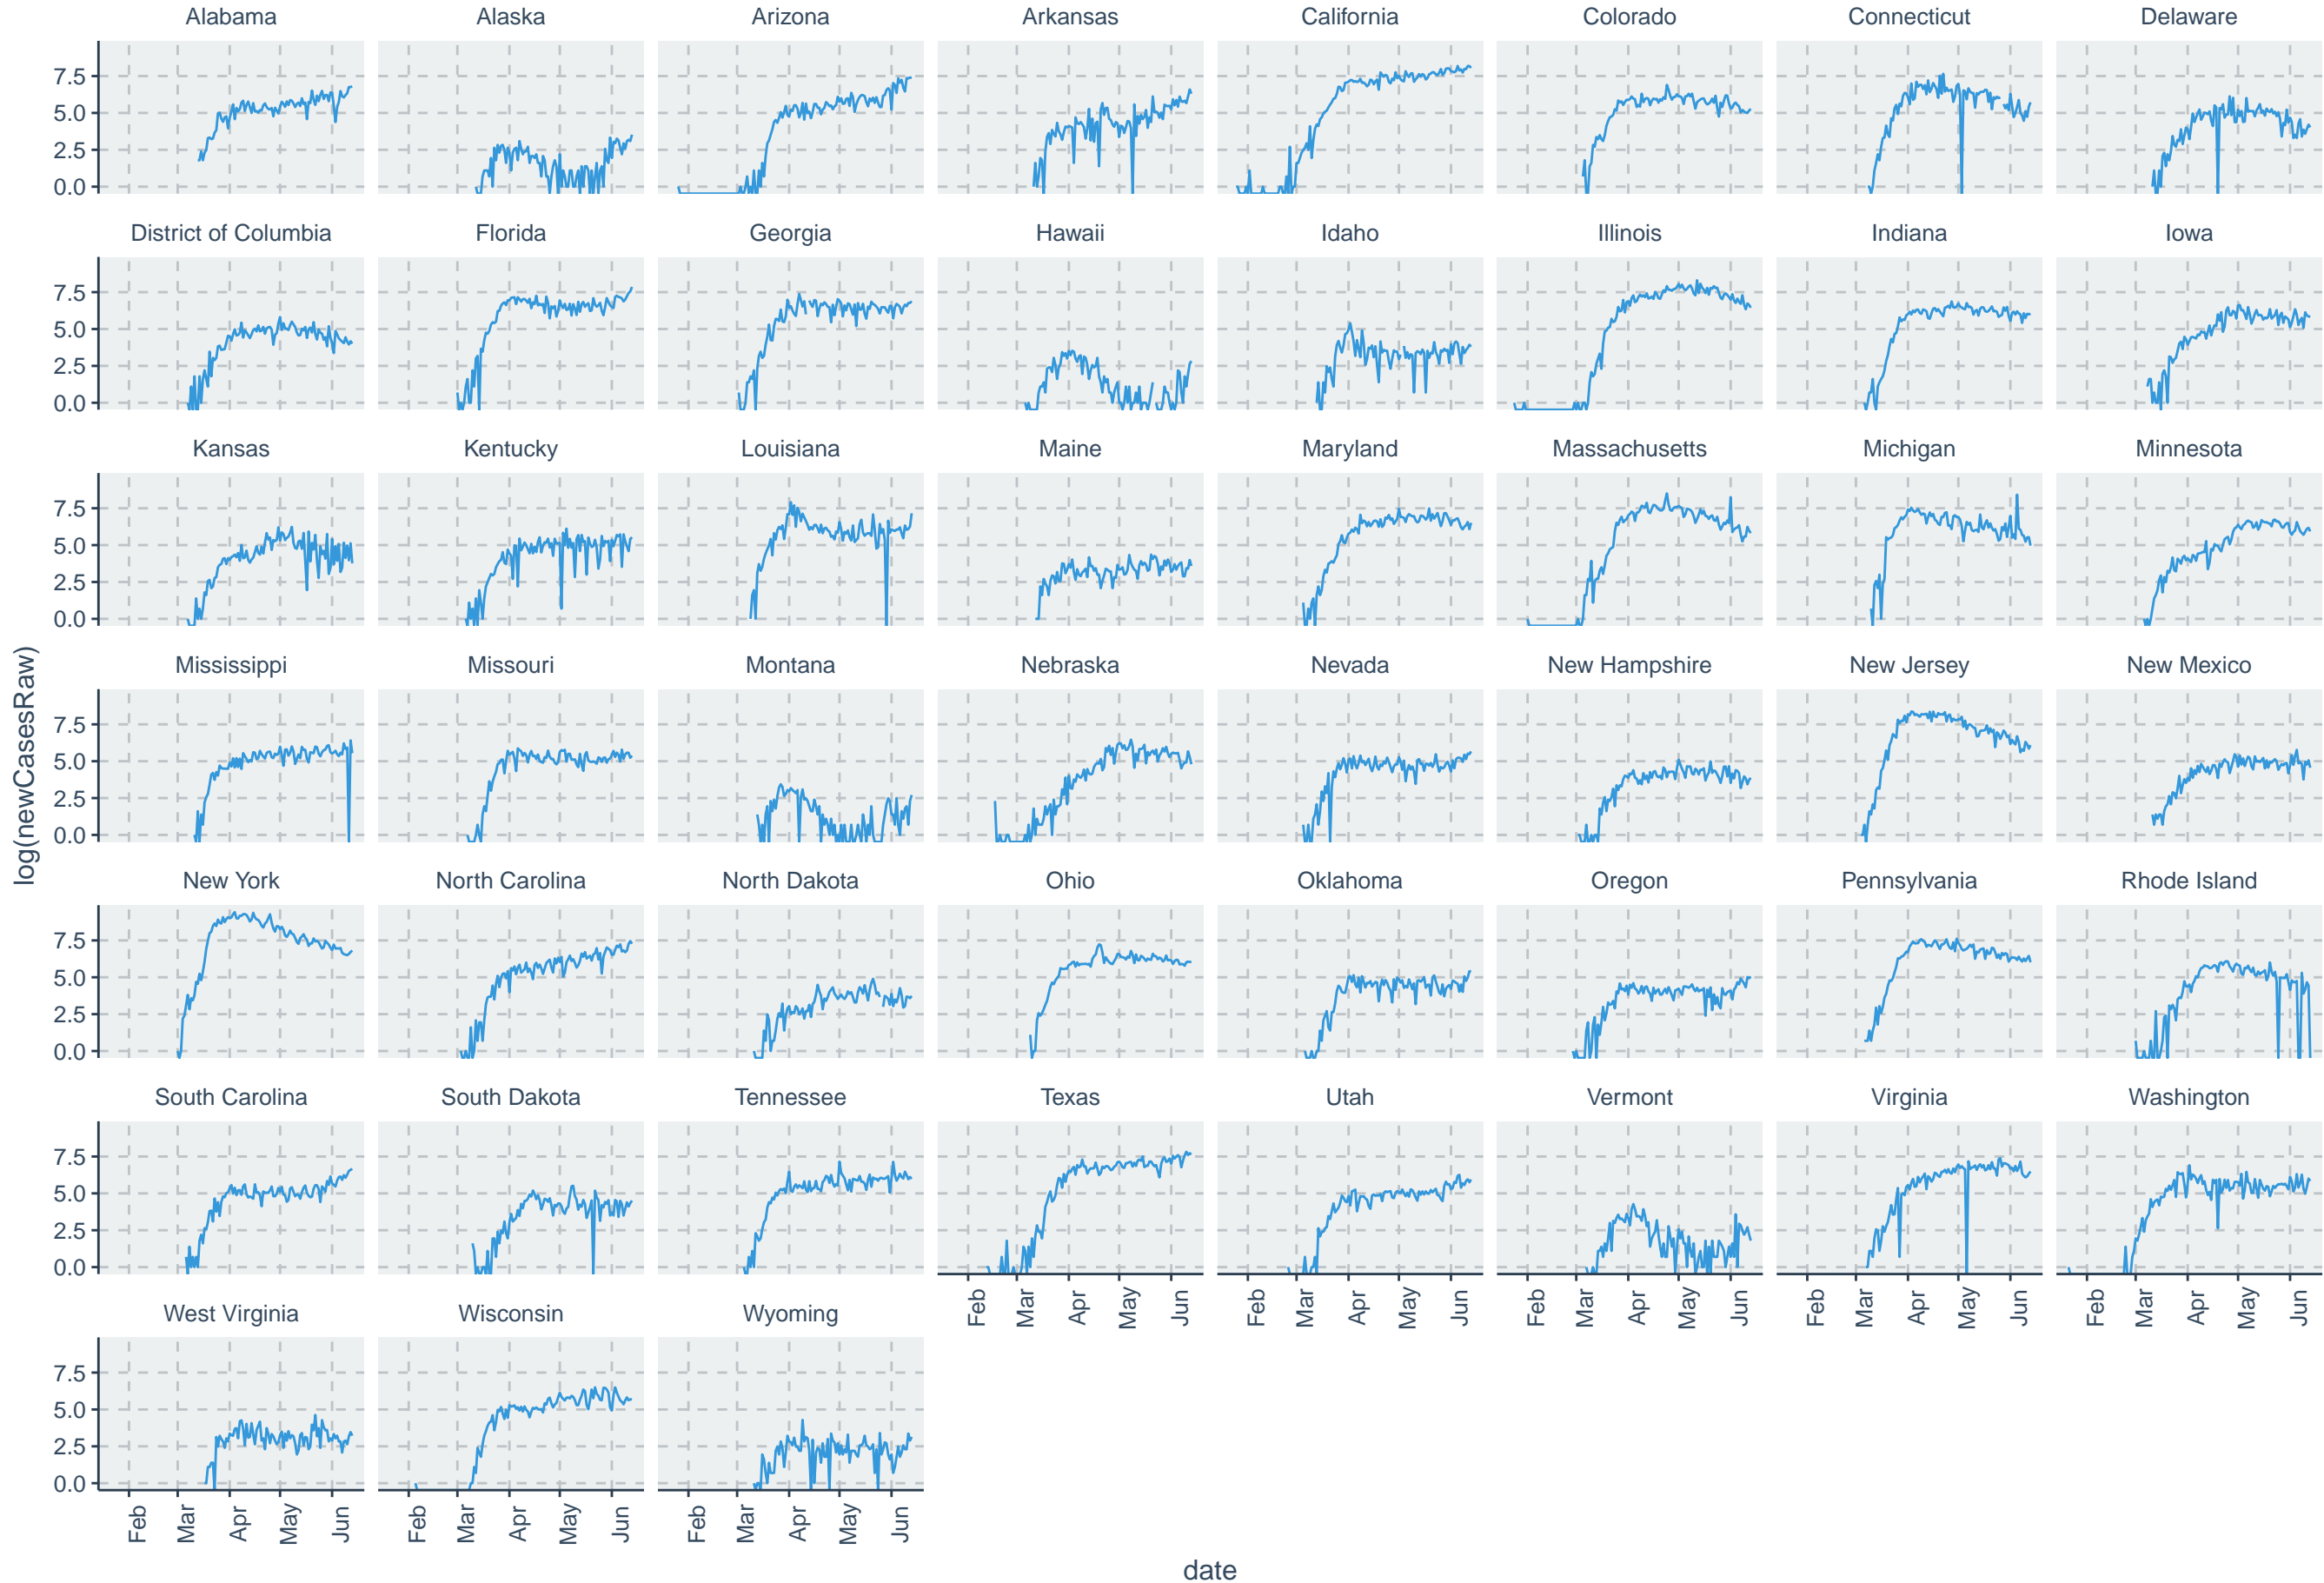 Alabama Alaska Arizona Arkansas California Colorado Connecticut Delaware
7.5
5.0
2.5
0.0
District of Columbia Florida Georgia Hawaii Idaho Illinois Indiana Iowa
7.5
5.0
2.5
0.0
Kansas Kentucky Louisiana Maine Maryland Massachusetts Michigan Minnesota
7.5
5.0
2.5
0.0
log(newCasesRaw)
Mississippi Missouri Montana Nebraska Nevada New Hampshire New Jersey New Mexico
7.5
5.0
2.5
0.0
New York North Carolina North Dakota Ohio Oklahoma Oregon Pennsylvania Rhode Island
7.5
5.0
2.5
0.0
South Carolina South Dakota Tennessee Texas Utah Vermont Virginia Washington
7.5
5.0
2.5
0.0
Feb Mar Apr May Jun Feb Mar Apr May Jun Feb Mar Apr May Jun Feb Mar Apr May Jun Feb Mar Apr May Jun
West Virginia Wisconsin Wyoming
7.5
5.0
2.5
0.0
Feb Mar Apr May Jun Feb Mar Apr May Jun Feb Mar Apr May Jun
date